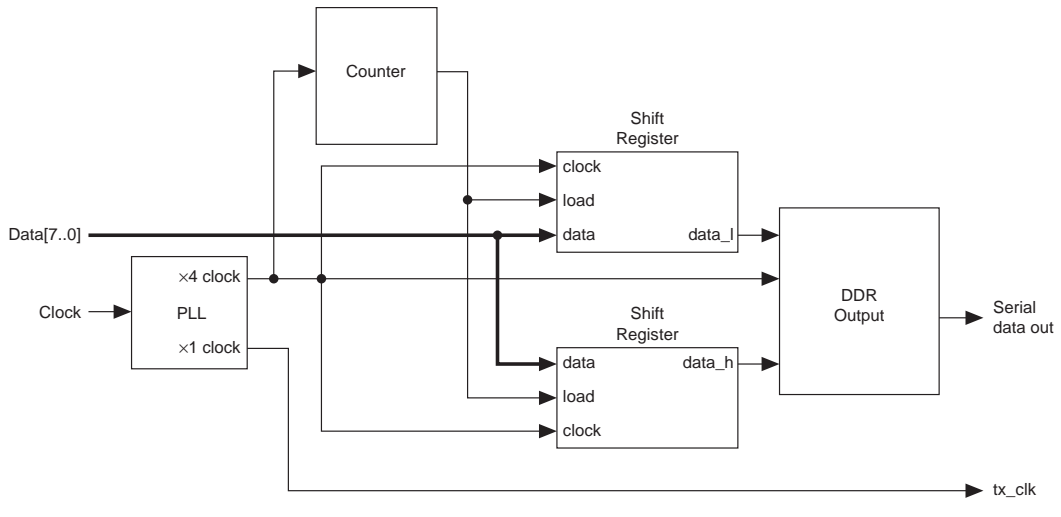 Counter
Shift
Register
clock
load
data
data_l
Data[7..0]
×4 clock
PLL
×1 clock
Clock
DDR
Output
Serial
data out
Shift
Register
data
data_h
load
clock
tx_clk